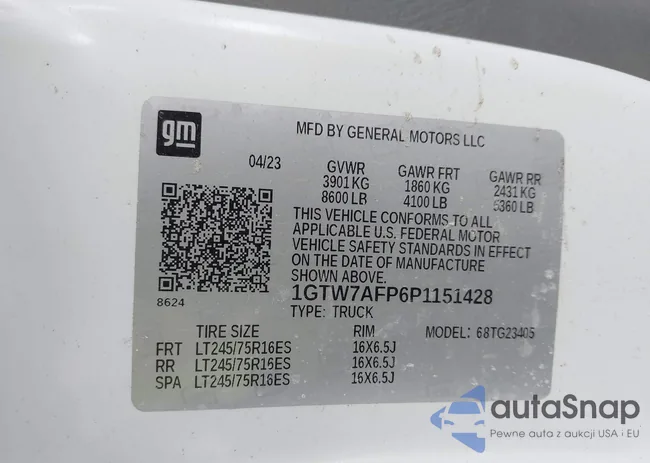 gm
MFD BY GENERAL MOTORS LLC
04/23 GVWR GAWR FRT GAWR RR
3901 KG 1860 KG 2431 KG
8600 LB 4100 LB 5360 LB
THIS VEHICLE CONFORMS TO ALL
APPLICABLE U.S. FEDERAL MOTOR
VEHICLE SAFETY STANDARDS IN EFFECT
ON THE DATE OF MANUFACTURE
SHOWN ABOVE.
8624
1GTW7AFP6P1151428
TYPE: TRUCK
TIRE SIZE RIM MODEL: 68TG23405
FRT LT245/75R16ES 16X6.5J
RR LT245/75R16ES 16X6.5J
SPA LT245/75R16ES 16X6.5J
autaSnap
Pewne auta z aukcji USA i EU